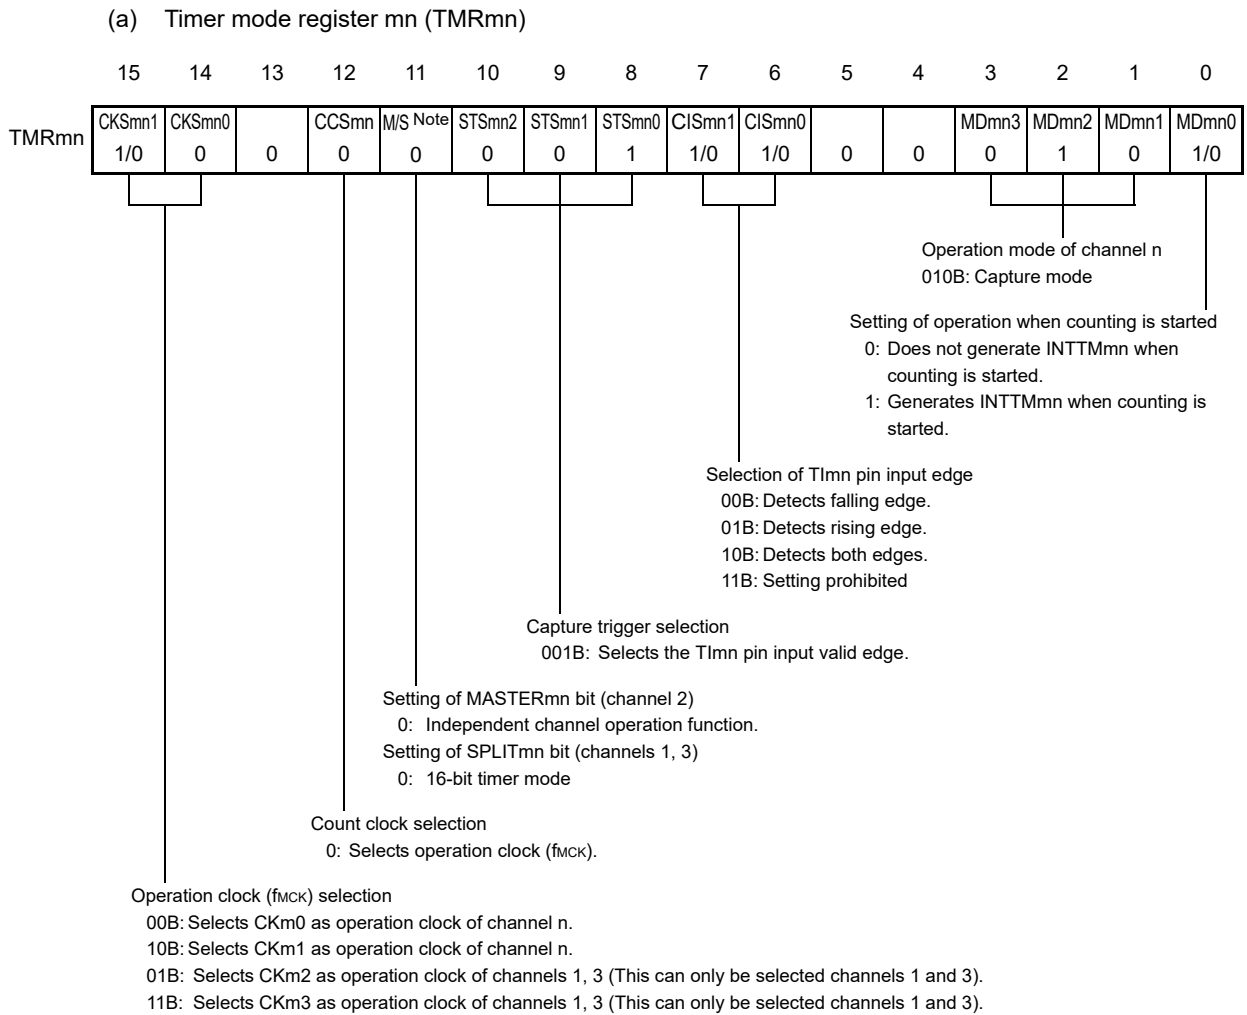 (a) Timer mode register mn (TMRmn)
15 14 13 12 11 10 9 8 7 6 5 4 3 2 1 0
TMRmn
CKSmn1 CKSmn0 CCSmn M/S Note STSmn2 STSmn1 STSmn0 CISmn1 CISmn0 MDmn3 MDmn2 MDmn1 MDmn0
1/0 0 0 0 0 0 0 1 1/0 1/0 0 0 0 1 0 1/0
Operation mode of channel n
010B: Capture mode
Setting of operation when counting is started
0: Does not generate INTTMmn when
counting is started.
1: Generates INTTMmn when counting is
started.
Selection of TImn pin input edge
00B: Detects falling edge.
01B: Detects rising edge.
10B: Detects both edges.
11B: Setting prohibited
Capture trigger selection
001B: Selects the TImn pin input valid edge.
Setting of MASTERmn bit (channel 2)
0: Independent channel operation function.
Setting of SPLITmn bit (channels 1, 3)
0: 16-bit timer mode
Count clock selection
0: Selects operation clock (fMCK).
Operation clock (fMCK) selection
00B: Selects CKm0 as operation clock of channel n.
10B: Selects CKm1 as operation clock of channel n.
01B: Selects CKm2 as operation clock of channels 1, 3 (This can only be selected channels 1 and 3).
11B: Selects CKm3 as operation clock of channels 1, 3 (This can only be selected channels 1 and 3).